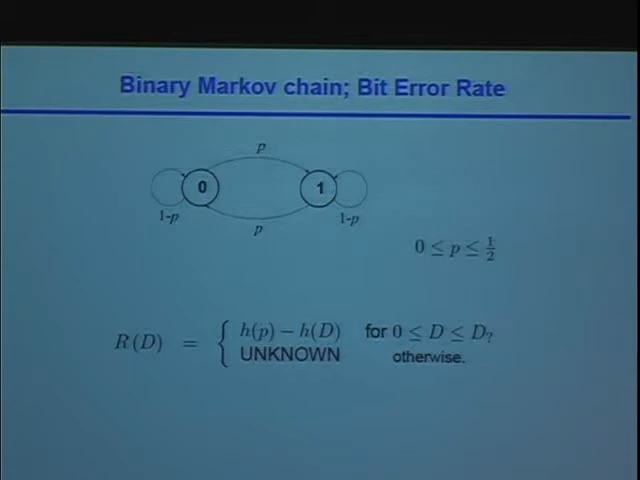 Binary Markov chain; Bit Error Rate
p
0
1
1-p
p
1-p
0 ≤ p ≤ 1/2
R(D) = { h(p) − h(D) for 0 ≤ D ≤ D?
UNKNOWN otherwise.